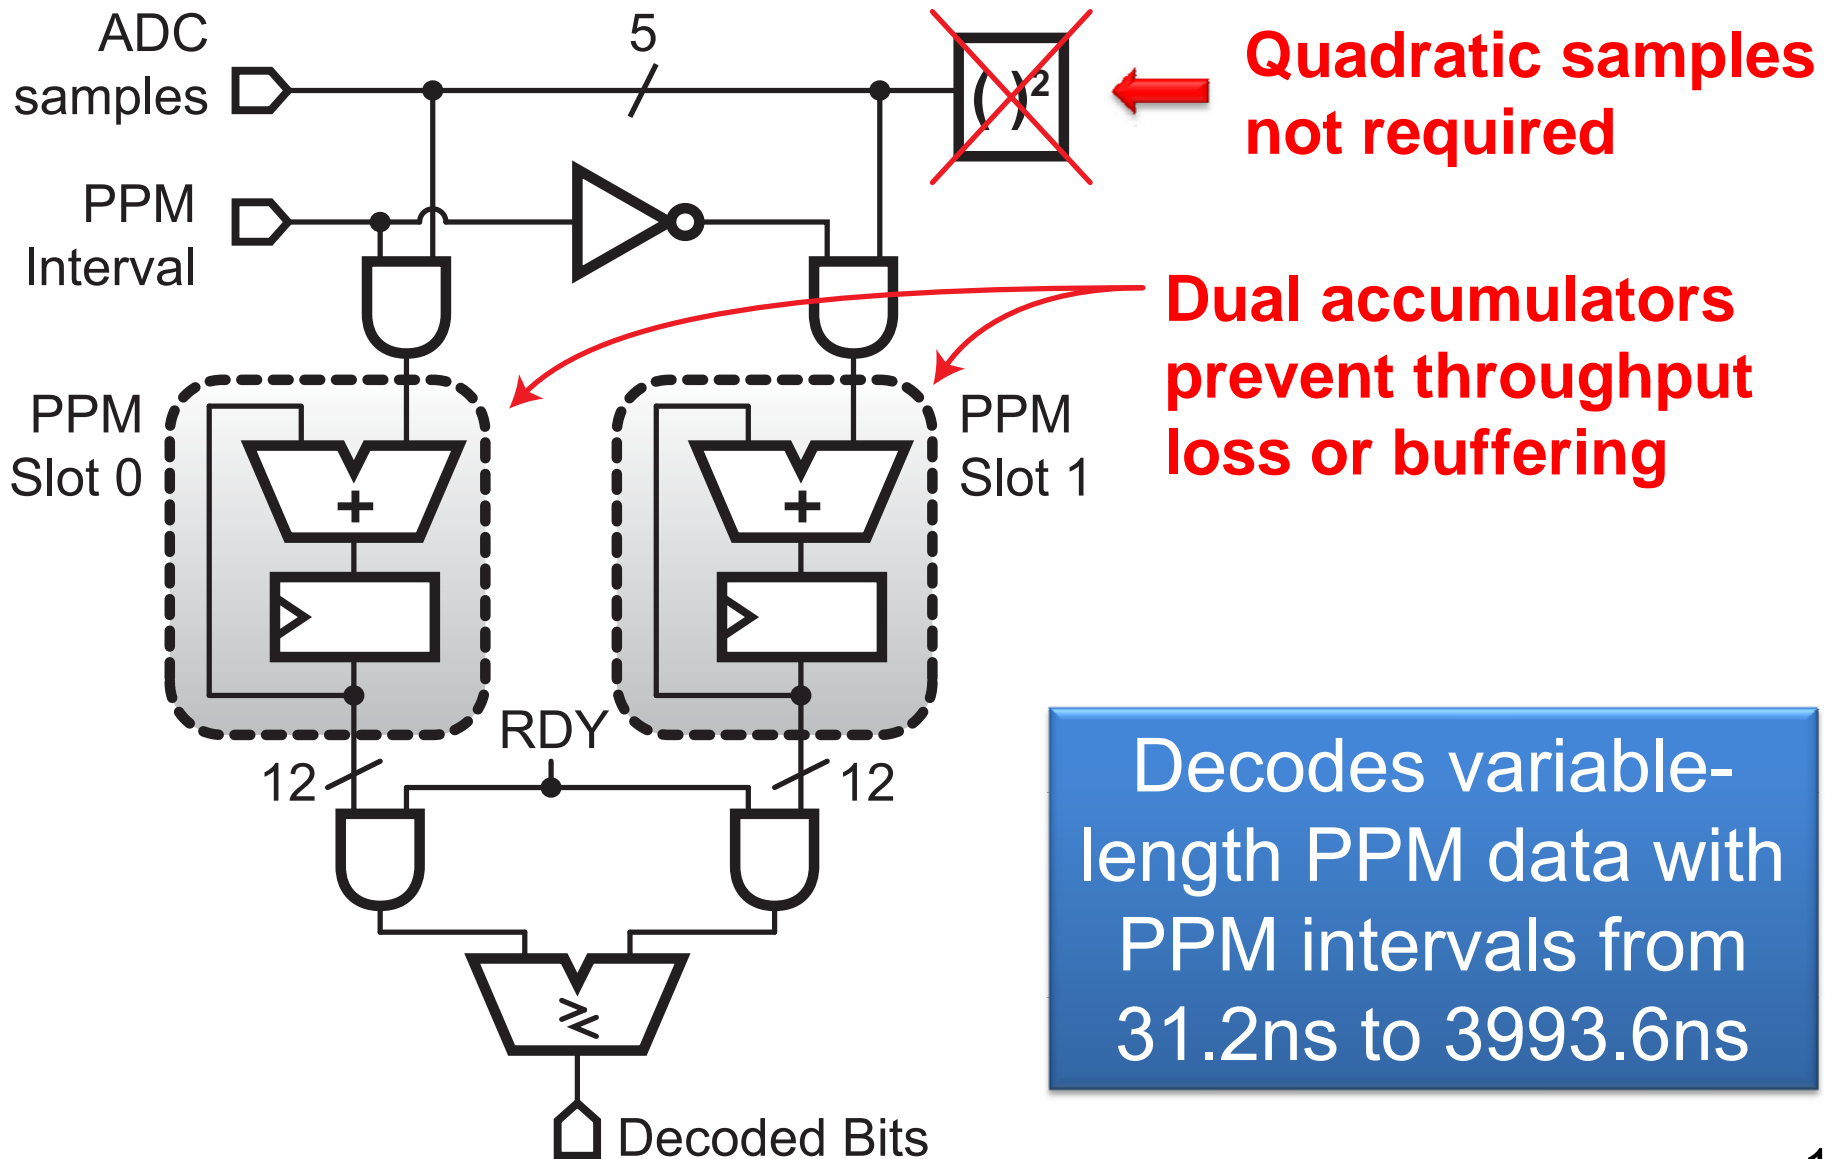 ADC
samples
5
( )²
Quadratic samples
not required
PPM
Interval
Dual accumulators
prevent throughput
loss or buffering
PPM
Slot 0
+
PPM
Slot 1
+
RDY
12
12
Decodes variable-
length PPM data with
PPM intervals from
31.2ns to 3993.6ns
≷
Decoded Bits